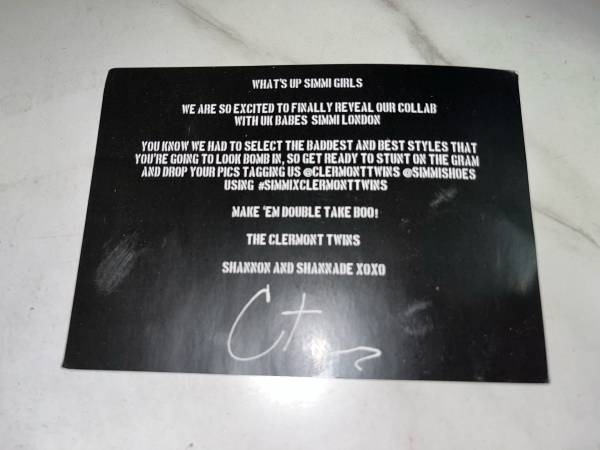 WHAT'S UP SIMMI GIRLS
WE ARE SO EXCITED TO FINALLY REVEAL OUR COLLAB
WITH UK BABES SIMMI LONDON
YOU KNOW WE HAD TO SELECT THE BADDEST AND BEST STYLES THAT
YOU'RE GOING TO LOOK BOMB IN, SO GET READY TO STUNT ON THE GRAM
AND DROP YOUR PICS TAGGING US @CLERMONTTWINS @SIMMISHOES
USING #SIMMIXCLERMONTTWINS
MAKE 'EM DOUBLE TAKE BOO!
THE CLERMONT TWINS
SHANNON AND SHANNADE XOXO